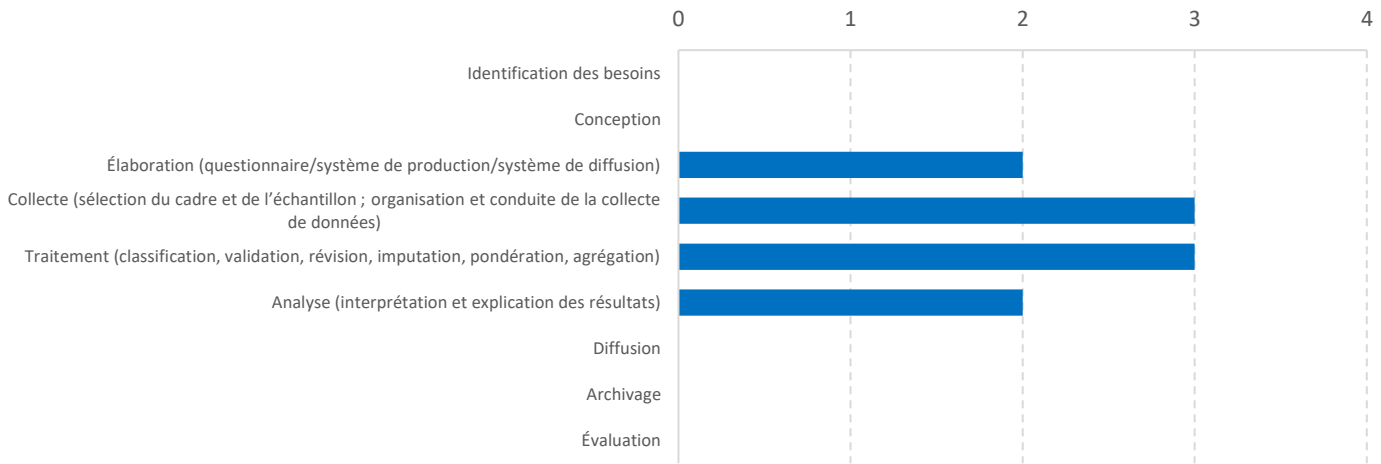 0 1 2 3 4
Identification des besoins
Conception
Élaboration (questionnaire/système de production/système de diffusion)
Collecte (sélection du cadre et de l’échantillon ; organisation et conduite de la collecte
de données)
Traitement (classification, validation, révision, imputation, pondération, agrégation)
Analyse (interprétation et explication des résultats)
Diffusion
Archivage
Évaluation